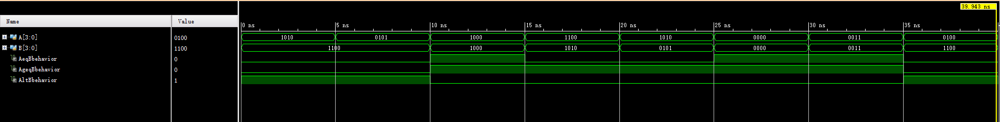 39.943 ns
Name Value
0 ns 5 ns 10 ns 15 ns 20 ns 25 ns 30 ns 35 ns
A[3:0] 0100 1010 0101 1000 1100 1010 0000 0011 0100
B[3:0] 1100 1100 1000 1010 0101 0000 0011 1100
AeqBbehavior 0
AgeqBbehavior 0
AltBbehavior 1